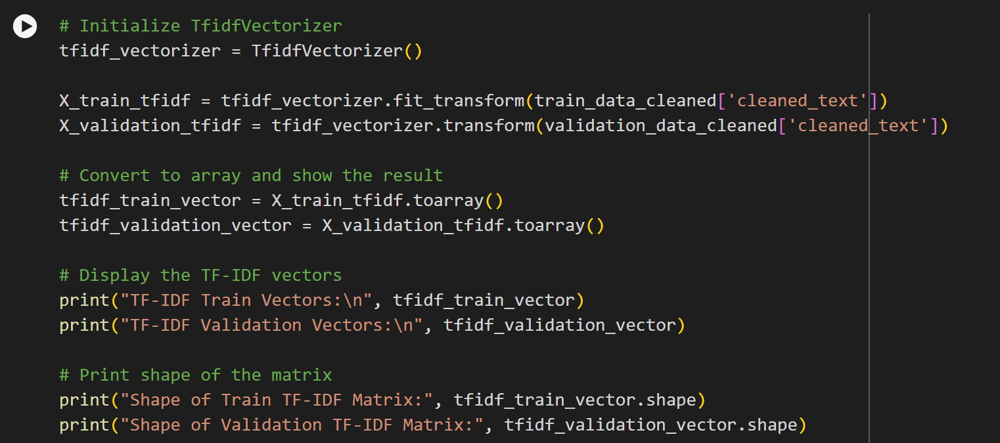 # Initialize TfidfVectorizer
tfidf_vectorizer = TfidfVectorizer()
X_train_tfidf = tfidf_vectorizer.fit_transform(train_data_cleaned['cleaned_text'])
X_validation_tfidf = tfidf_vectorizer.transform(validation_data_cleaned['cleaned_text'])
# Convert to array and show the result
tfidf_train_vector = X_train_tfidf.toarray()
tfidf_validation_vector = X_validation_tfidf.toarray()
# Display the TF-IDF vectors
print("TF-IDF Train Vectors:\n", tfidf_train_vector)
print("TF-IDF Validation Vectors:\n", tfidf_validation_vector)
# Print shape of the matrix
print("Shape of Train TF-IDF Matrix:", tfidf_train_vector.shape)
print("Shape of Validation TF-IDF Matrix:", tfidf_validation_vector.shape)